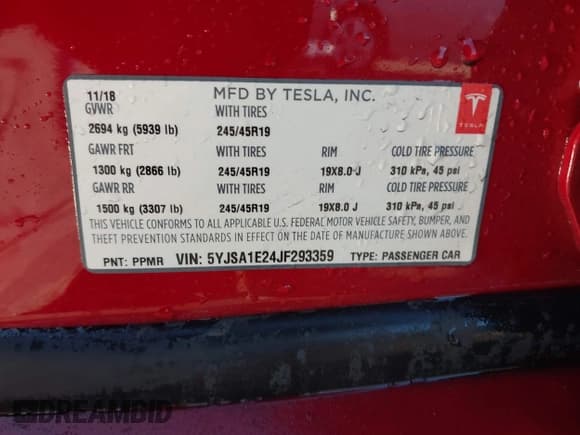 11/18 MFD BY TESLA, INC.
GVWR WITH TIRES
2694 kg (5939 lb) 245/45R19
TESLA
GAWR FRT WITH TIRES RIM COLD TIRE PRESSURE
1300 kg (2866 lb) 245/45R19 19X8.0 J 310 kPa, 45 psi
GAWR RR WITH TIRES RIM COLD TIRE PRESSURE
1500 kg (3307 lb) 245/45R19 19X8.0 J 310 kPa, 45 psi
THIS VEHICLE CONFORMS TO ALL APPLICABLE U.S. FEDERAL MOTOR VEHICLE SAFETY, BUMPER, AND
THEFT PREVENTION STANDARDS IN EFFECT ON THE DATE OF MANUFACTURE SHOWN ABOVE.
PNT: PPMR VIN: 5YJSA1E24JF293359 TYPE: PASSENGER CAR
DREAMBID